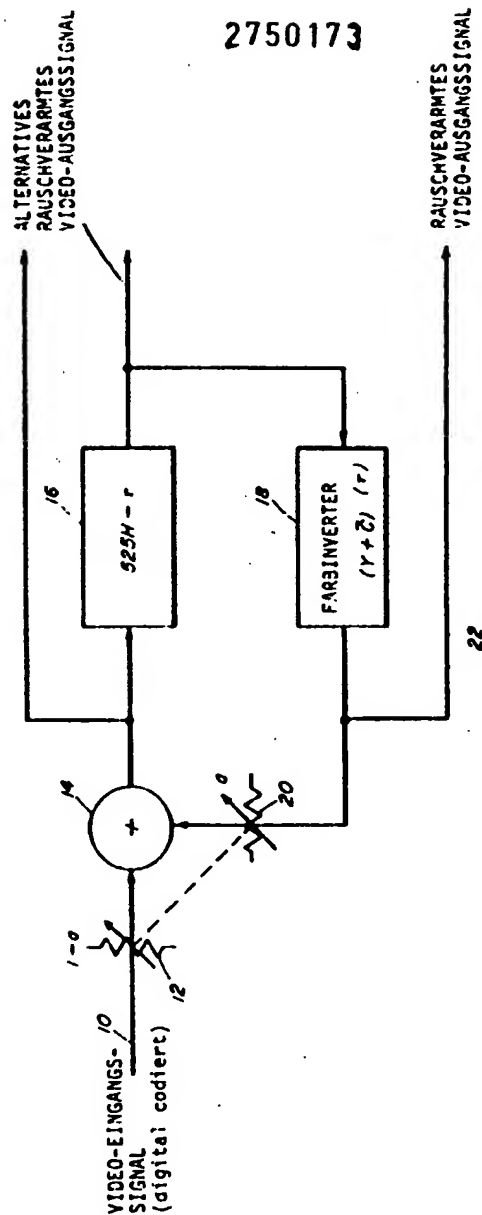 2750173
ALTERNATIVES
RAUSCHVERARMTES
VIDEO-AUSGANGSSIGNAL
RAUSCHVERARMTES
VIDEO-AUSGANGSSIGNAL
16
525H - τ
18
FARBINVERTER
(Y + C̄) (τ)
14
+
20
a
1-a
12
10
VIDEO-EINGANGS-
SIGNAL
(digital codiert)
22